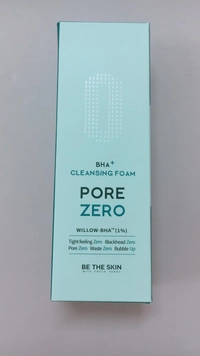 BHA+
CLEANSING FOAM
PORE
ZERO
WILLOW-BHA™(1%)
Tight feeling Zero Blackhead Zero
Pore Zero Waste Zero Bubble Up
BE THE SKIN